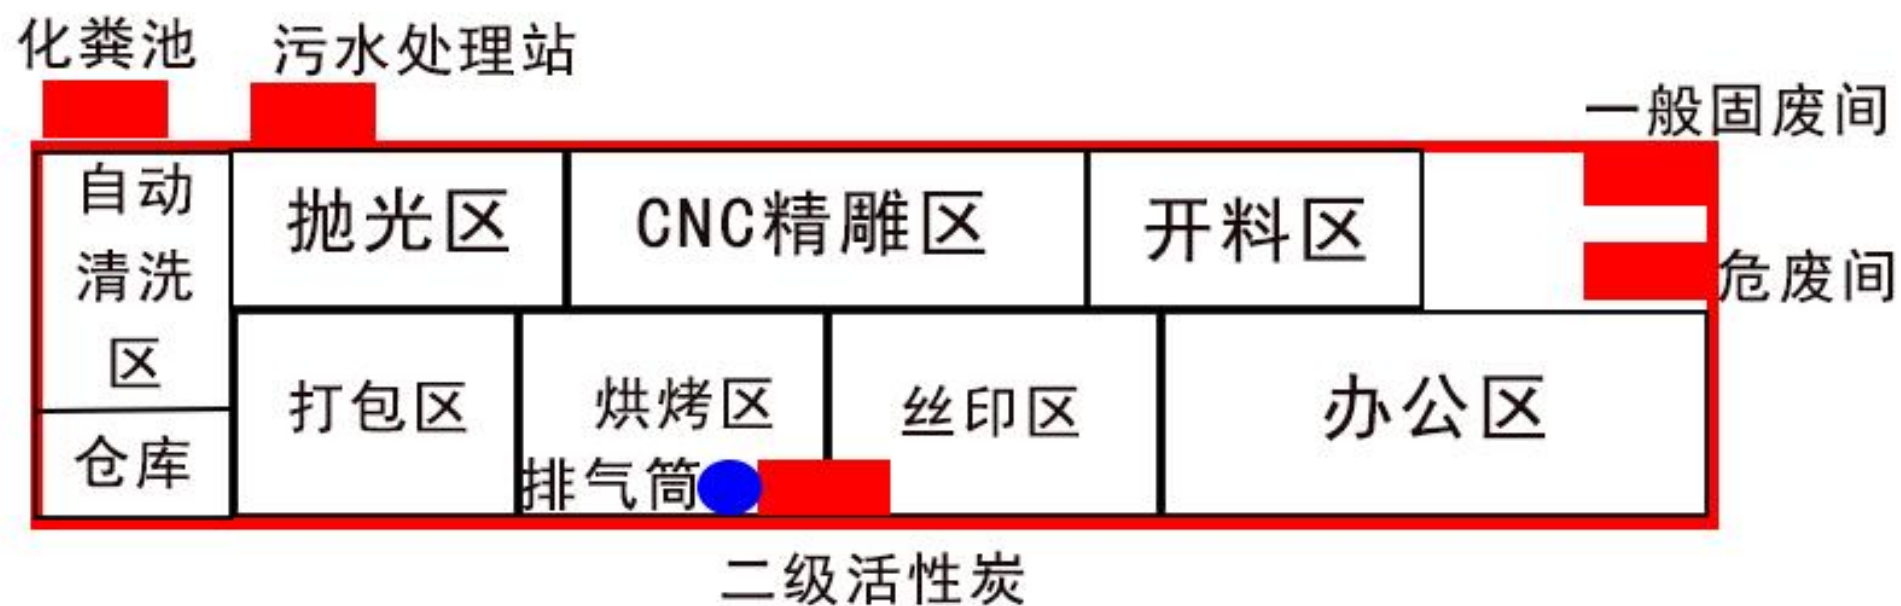 化粪池
污水处理站
一般固废间
自动
清洗
区
抛光区
CNC精雕区
开料区
危废间
仓库
打包区
烘烤区
丝印区
办公区
排气筒
二级活性炭